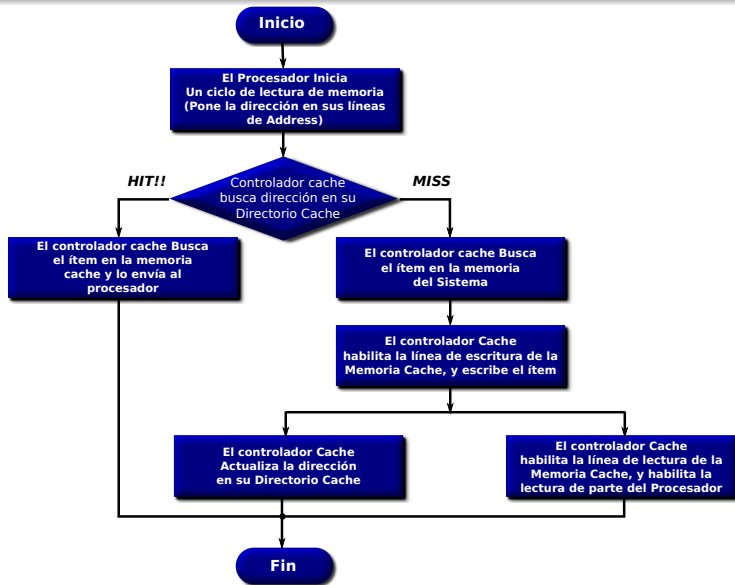 Inicio
El Procesador Inicia
Un ciclo de lectura de memoria
(Pone la dirección en sus líneas
de Address)
HIT!!
MISS
Controlador cache
busca dirección en su
Directorio Cache
El controlador cache Busca
el ítem en la memoria
cache y lo envía al
procesador
El controlador cache Busca
el ítem en la memoria
del Sistema
El controlador Cache
habilita la línea de escritura de la
Memoria Cache, y escribe el ítem
El controlador Cache
Actualiza la dirección
en su Directorio Cache
El controlador Cache
habilita la línea de lectura de la
Memoria Cache, y habilita la
lectura de parte del Procesador
Fin